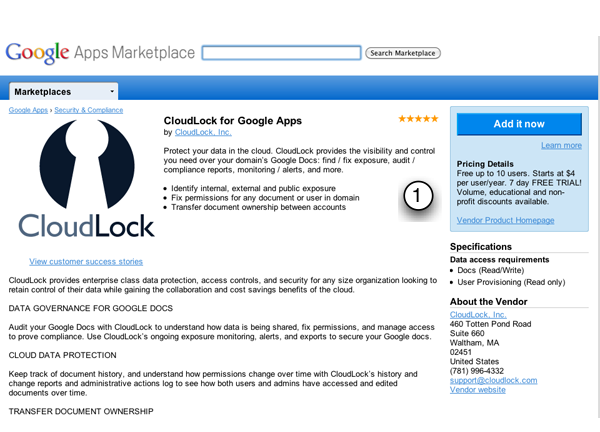 Google Apps Marketplace
Search Marketplace
Marketplaces
Google Apps › Security & Compliance
CloudLock
View customer success stories
CloudLock for Google Apps
by CloudLock, Inc.
Protect your data in the cloud. CloudLock provides the visibility and control
you need over your domain's Google Docs: find / fix exposure, audit /
compliance reports, monitoring / alerts, and more.
• Identify internal, external and public exposure
• Fix permissions for any document or user in domain
• Transfer document ownership between accounts
1
CloudLock provides enterprise class data protection, access controls, and security for any size organization looking to
retain control of their data while gaining the collaboration and cost savings benefits of the cloud.
DATA GOVERNANCE FOR GOOGLE DOCS
Audit your Google Docs with CloudLock to understand how data is being shared, fix permissions, and manage access
to prove compliance. Use CloudLock's ongoing exposure monitoring, alerts, and exports to secure your Google docs.
CLOUD DATA PROTECTION
Keep track of document history, and understand how permissions change over time with CloudLock's history and
change reports and administrative actions log to see how both users and admins have accessed and edited
documents over time.
TRANSFER DOCUMENT OWNERSHIP
Add it now
Learn more
Pricing Details
Free up to 10 users. Starts at $4
per user/year. 7 day FREE TRIAL!
Volume, educational and non-
profit discounts available.
Vendor Product Homepage
Specifications
Data access requirements
• Docs (Read/Write)
• User Provisioning (Read only)
About the Vendor
CloudLock, Inc.
460 Totten Pond Road
Suite 660
Waltham, MA
02451
United States
(781) 996-4332
support@cloudlock.com
Vendor website